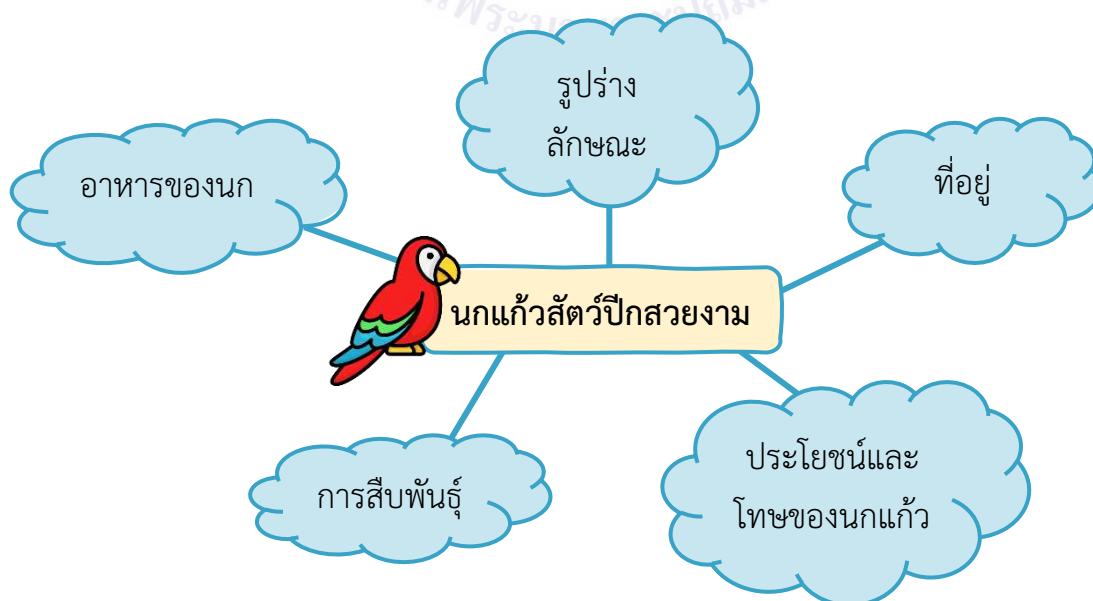 รูปร่าง
ลักษณะ
อาหารของนก
ที่อยู่
นกแก้วสัตว์ปีกสวยงาม
การสืบพันธุ์
ประโยชน์และ
โทษของนกแก้ว